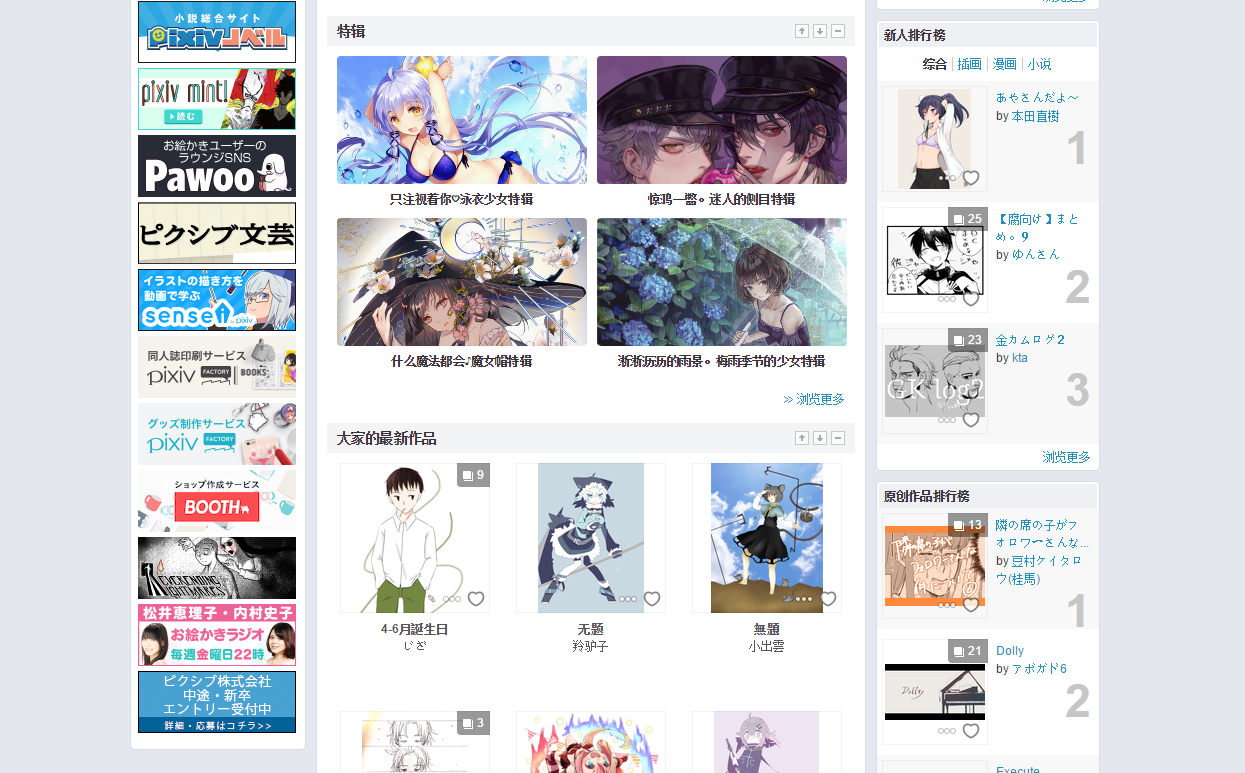 小説総合サイト
pixivノベル
pixiv mint!
読む
お絵かきユーザーの
ラウンジSNS
Pawoo
ピクシブ文芸
イラストの描き方を
動画で学ぶ
sensei by pixiv
同人誌印刷サービス
pixiv FACTORY BOOKS
グッズ制作サービス
pixiv FACTORY
ショップ作成サービス
BOOTH
松井恵理子・内村史子
お絵かきラジオ
毎週金曜日22時
ピクシブ株式会社
中途・新卒
エントリー受付中
詳細・応募はコチラ>>
特辑
只注视着你♡泳衣少女特辑
惊鸿一瞥。迷人的侧目特辑
什么魔法都会♪魔女帽特辑
渐渐历历的雨景。梅雨季节的少女特辑
≫ 浏览更多
大家的最新作品
9
4-6月誕生日
じぎ
无题
羚驴子
無題
小出雲
3
浏览更多
新人排行榜
综合 插画 漫画 小说
あやさんだよ～
by 本田直樹
1
25
【腐向け】まと
め。9
by ゆんさん
2
23
金カムログ２
by kta
GK log2
3
浏览更多
原创作品排行榜
13
隣の席の子がフ
ォロワーさんな...
by 豆村ケイタロ
ウ(桂馬)
1
21
Dolly
by アボガド6
Dolly
2
Execute